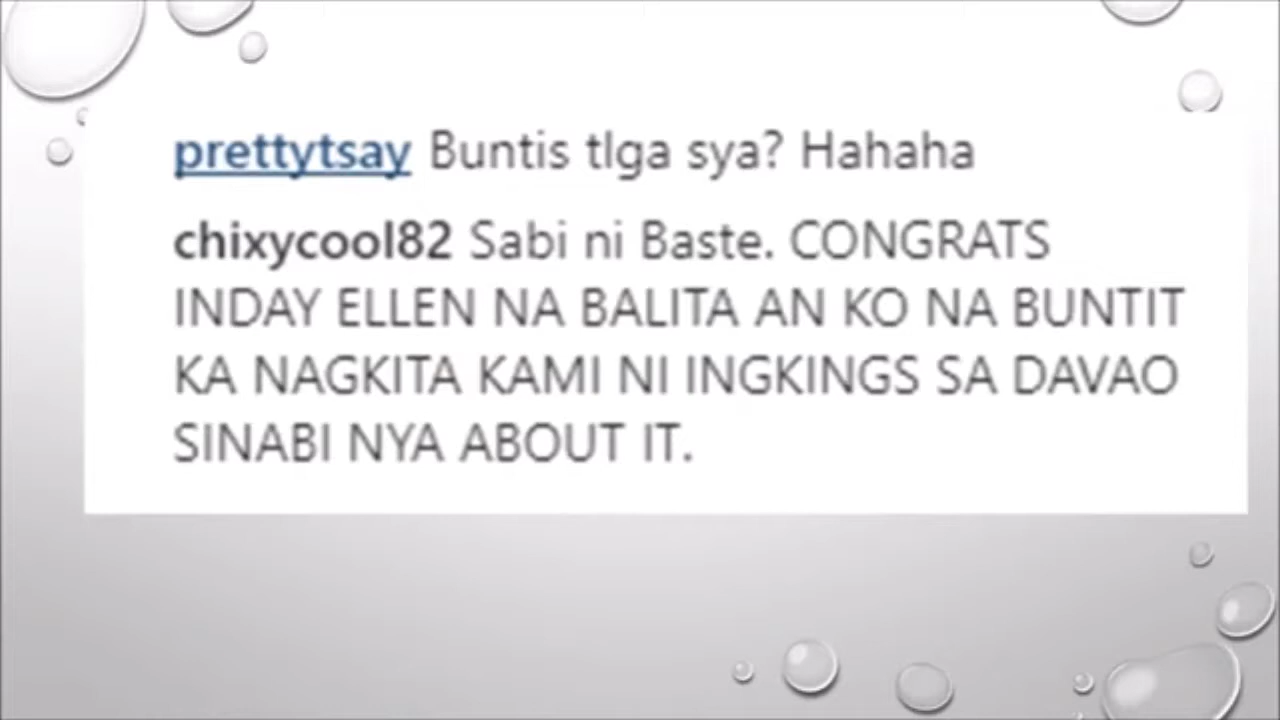 prettytsay Buntis tlga sya? Hahaha
chixycool82 Sabi ni Baste. CONGRATS
INDAY ELLEN NA BALITA AN KO NA BUNTIT
KA NAGKITA KAMI NI INGKINGS SA DAVAO
SINABI NYA ABOUT IT.